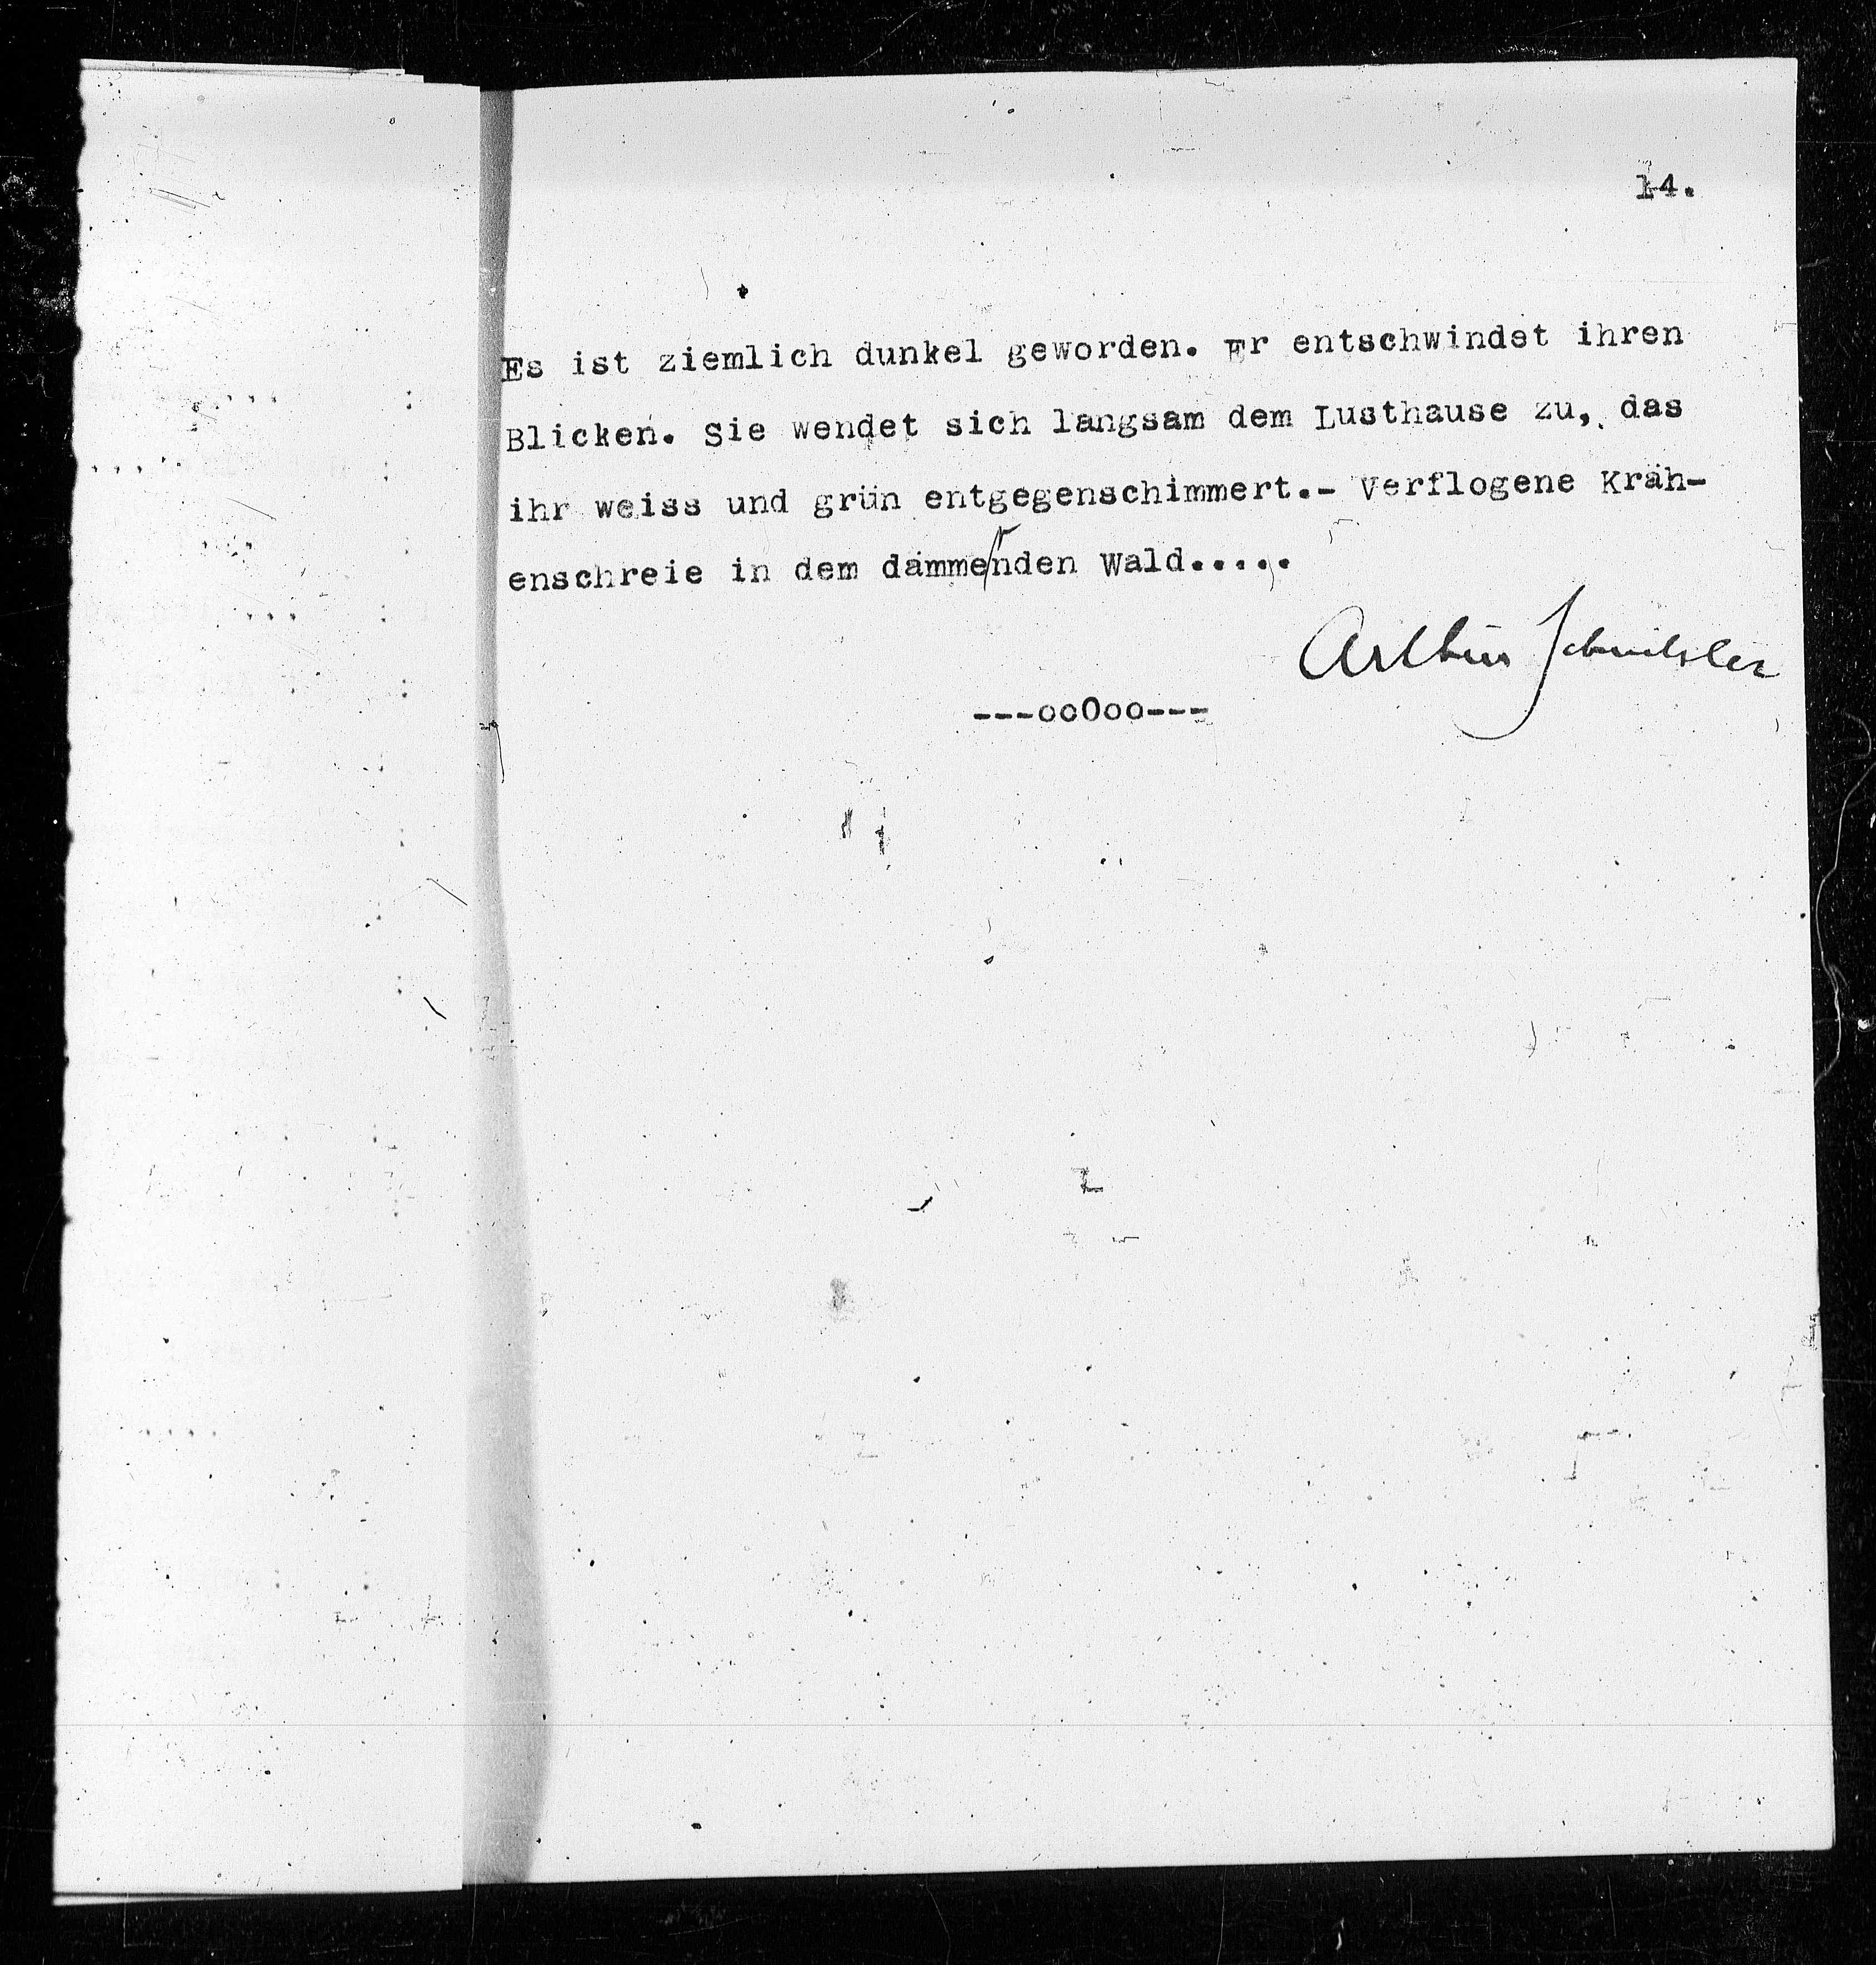 14.
Es ist ziemlich dunkel geworden. Er entschwindet ihren
Blicken. Sie wendet sich langsam dem Lusthause zu, das
ihr weiss und grün entgegenschimmert.- Verflogene Kräh-
enschreie in dem dämmernden Wald.....
Arthur Schnitzler
---ooOoo---